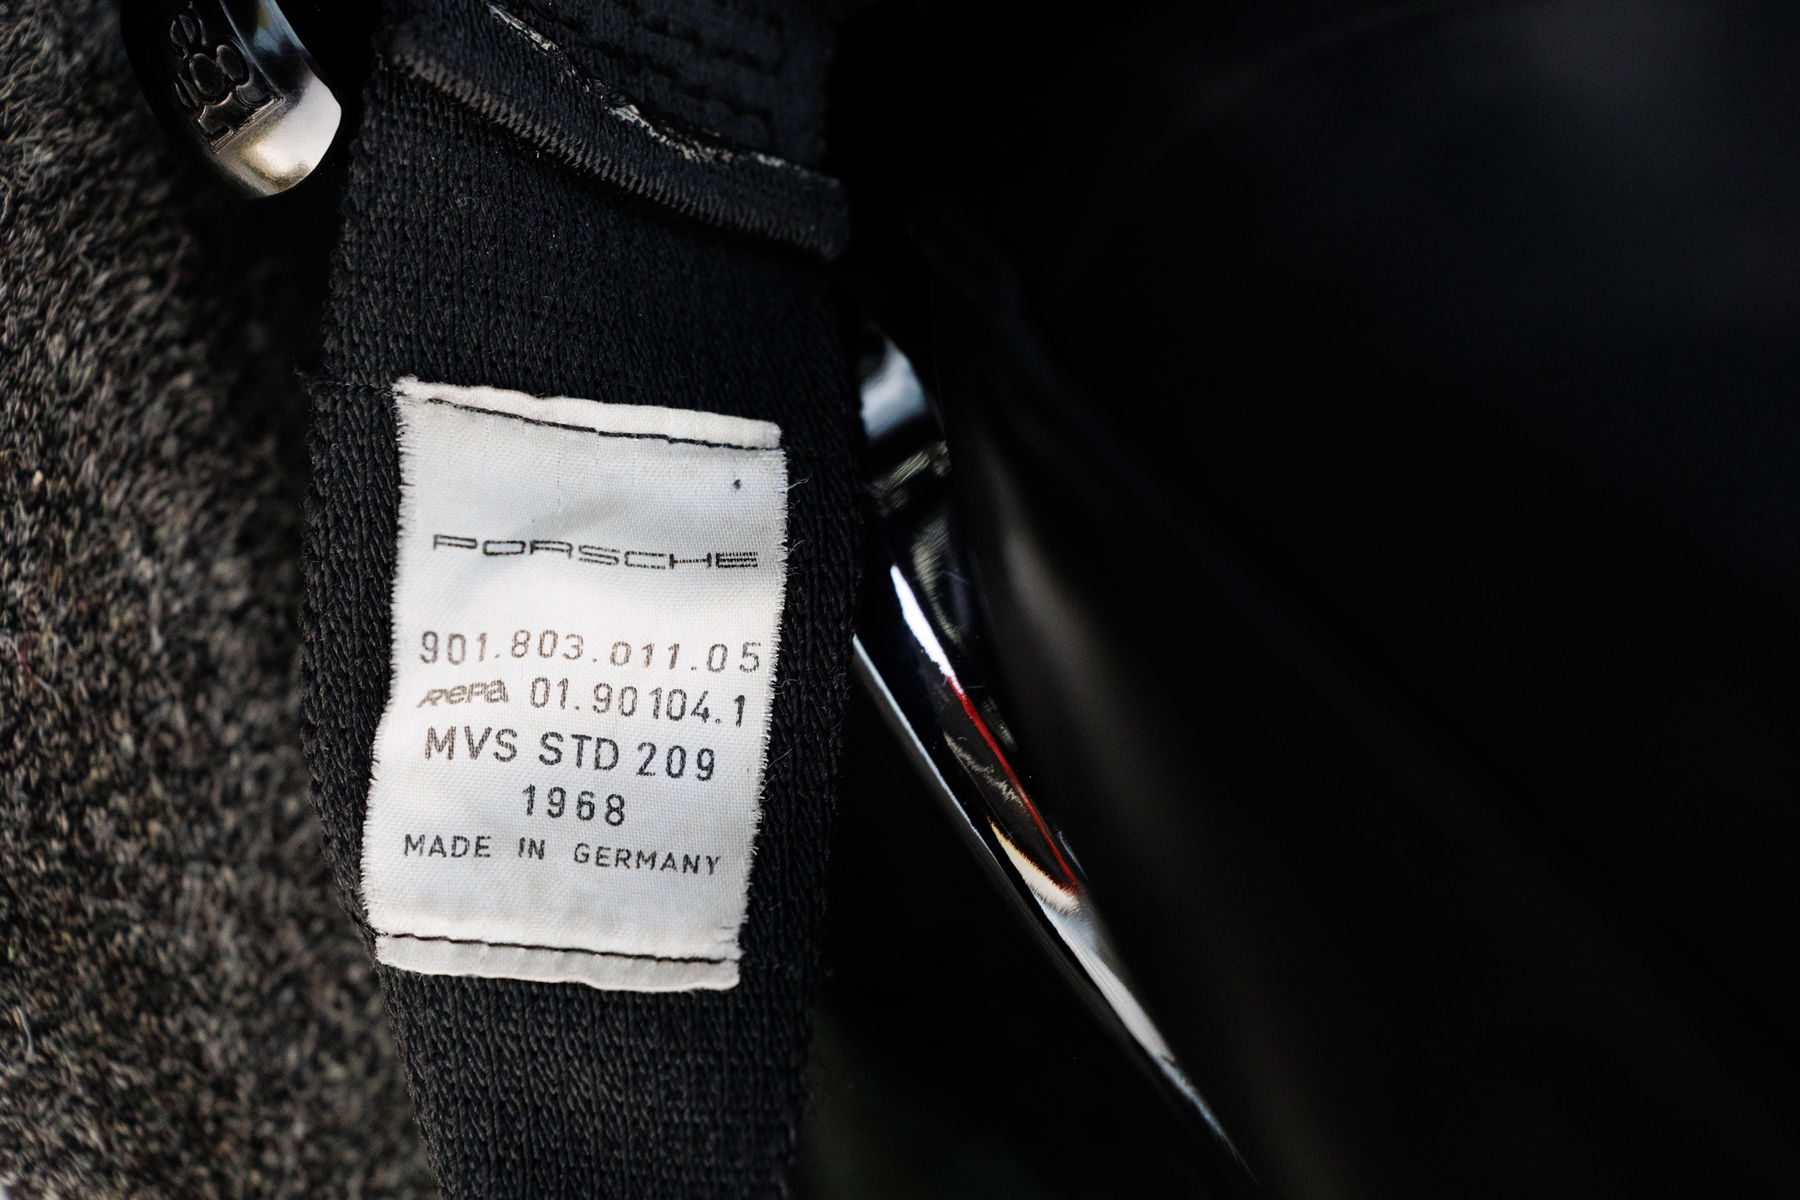 PORSCHE
901.803.011.05
repa 01.90104.1
MVS STD 209
1968
MADE IN GERMANY